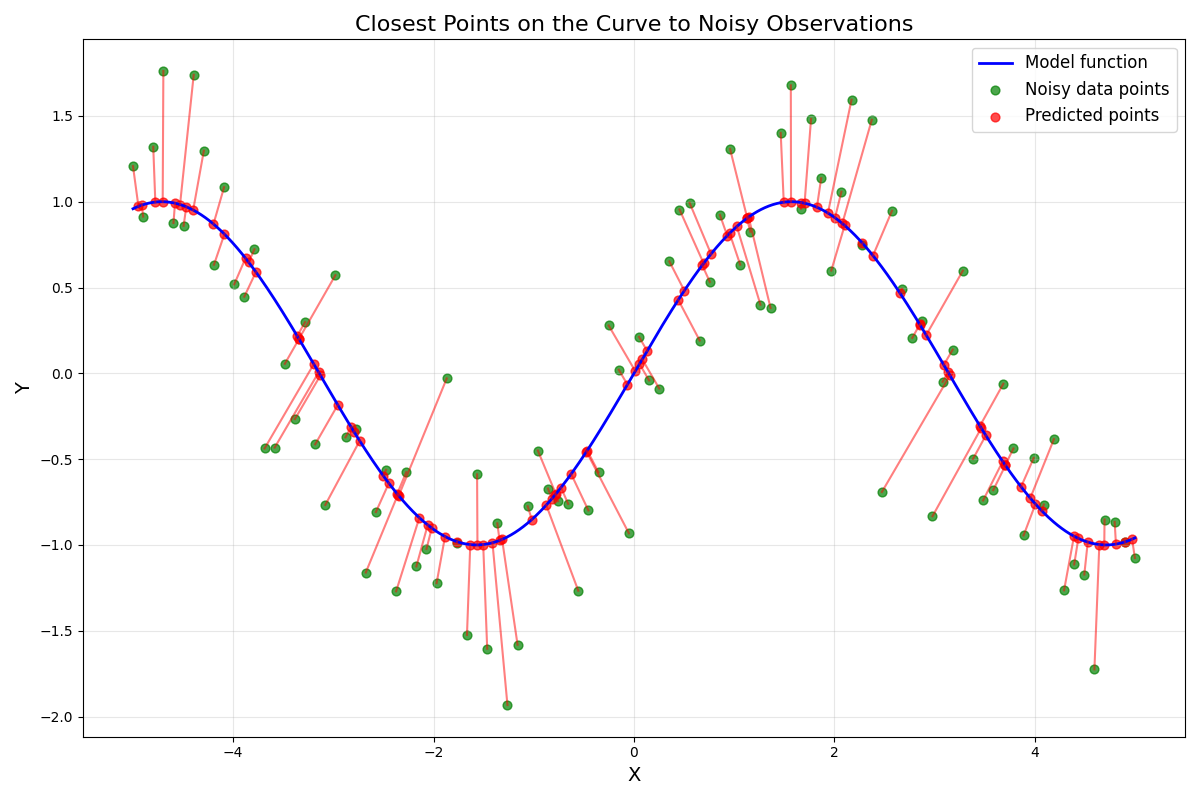 Closest Points on the Curve to Noisy Observations
Model function
Noisy data points
Predicted points
1.5
1.0
0.5
0.0
−0.5
−1.0
−1.5
−2.0
Y
−4
−2
0
2
4
X